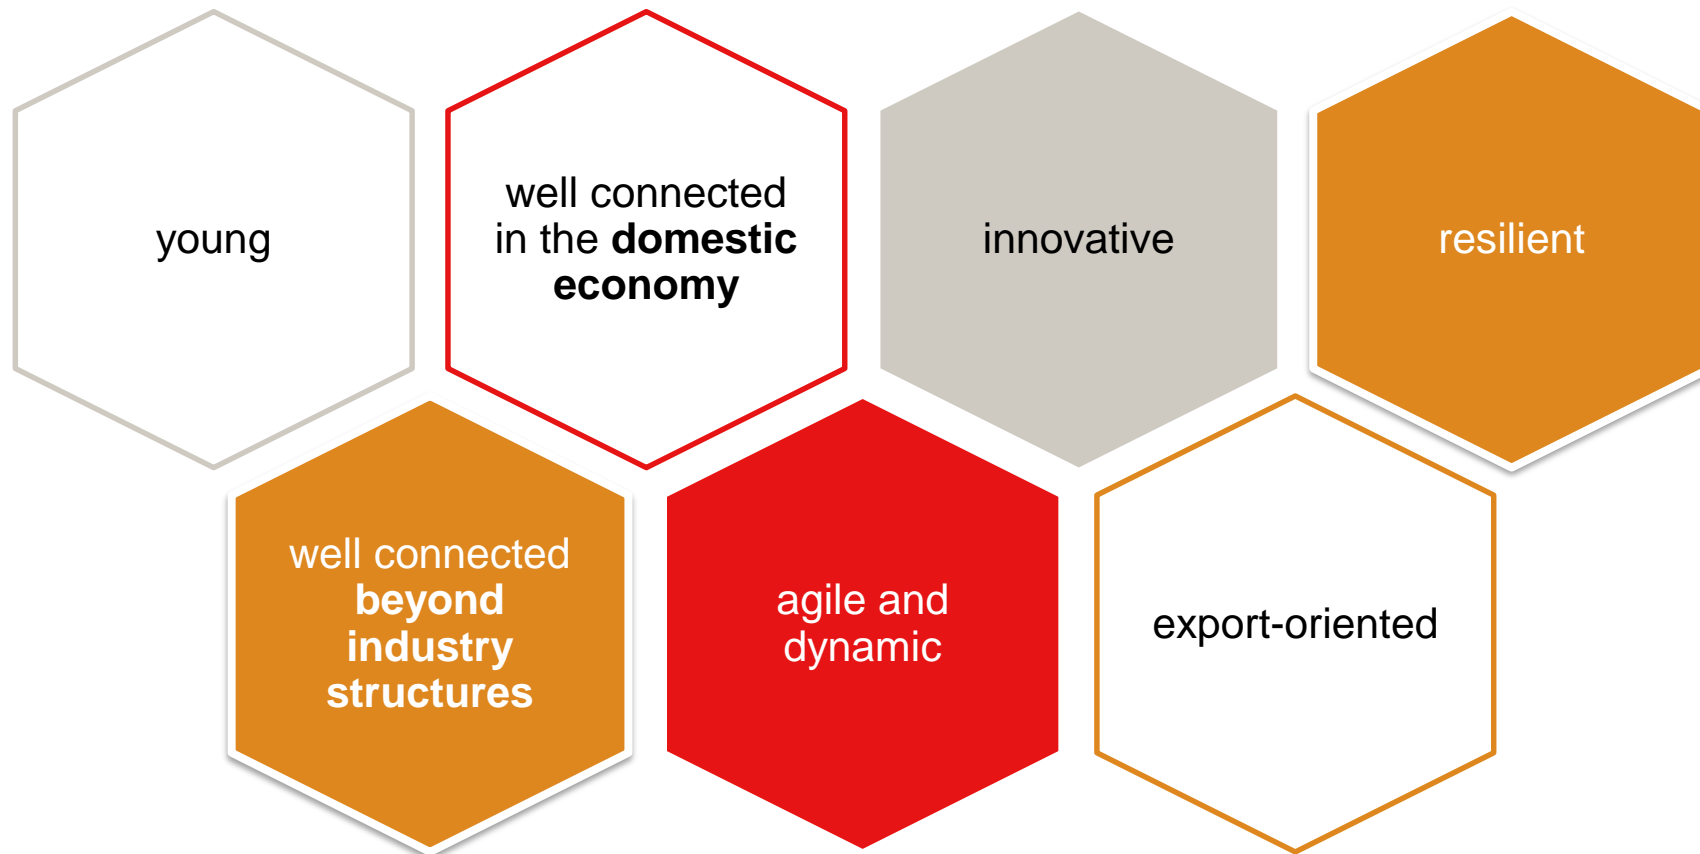 young
well connected
in the domestic
economy
innovative
resilient
well connected
beyond
industry
structures
agile and
dynamic
export-oriented